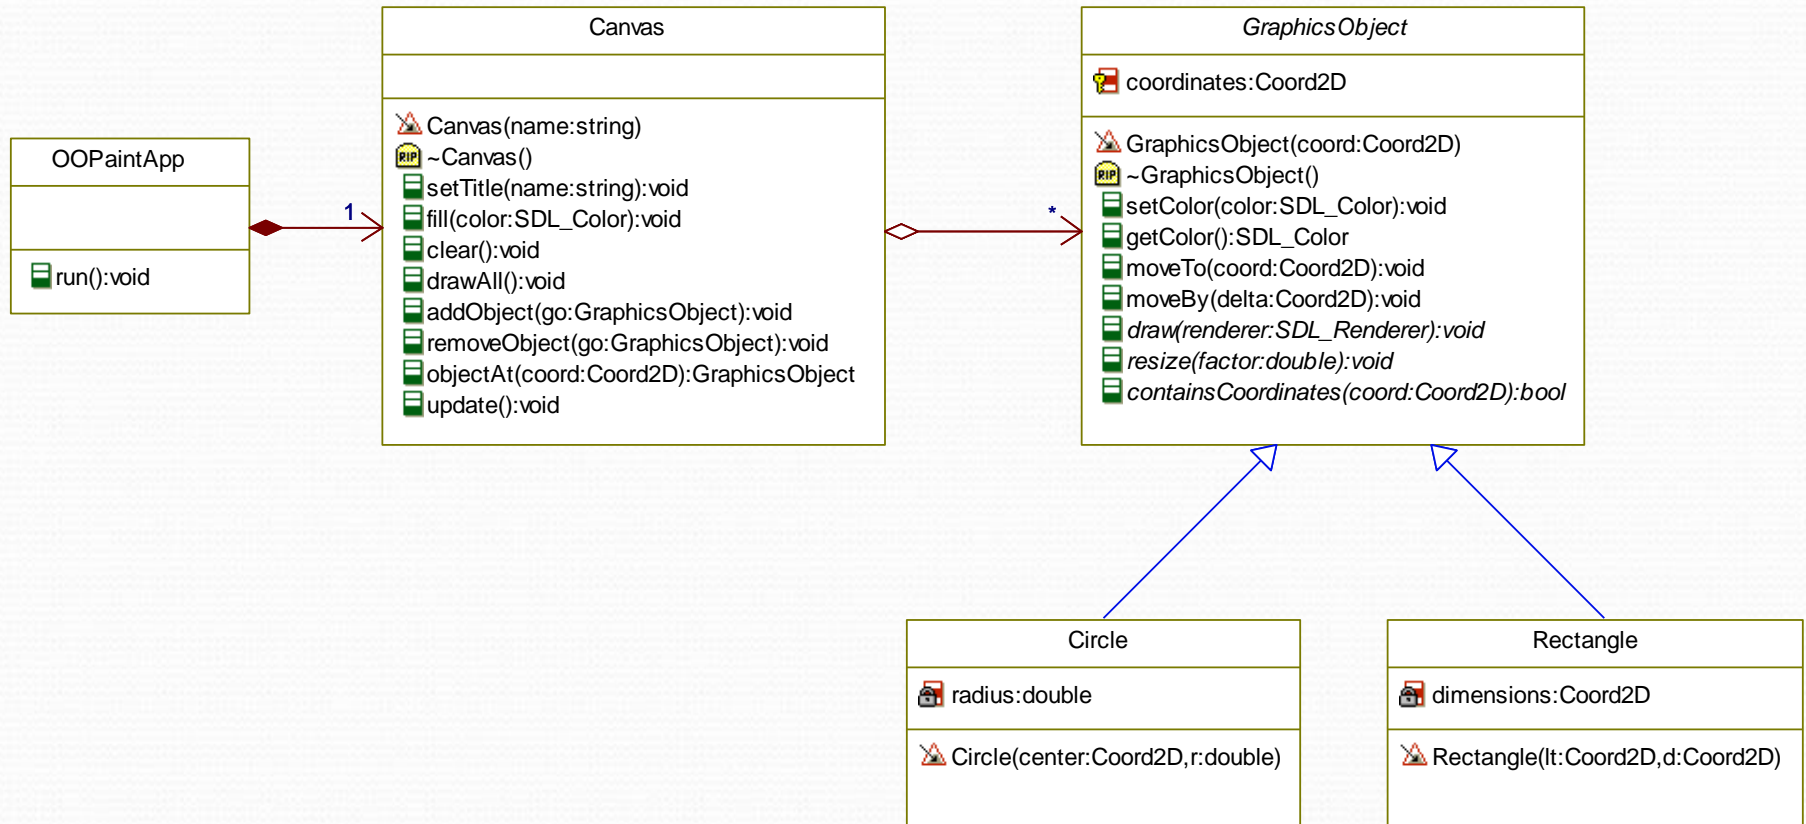 OOPaintApp
run():void
1
Canvas
Canvas(name:string)
RIP ~Canvas()
setTitle(name:string):void
fill(color:SDL_Color):void
clear():void
drawAll():void
addObject(go:GraphicsObject):void
removeObject(go:GraphicsObject):void
objectAt(coord:Coord2D):GraphicsObject
update():void
*
GraphicsObject
coordinates:Coord2D
GraphicsObject(coord:Coord2D)
RIP ~GraphicsObject()
setColor(color:SDL_Color):void
getColor():SDL_Color
moveTo(coord:Coord2D):void
moveBy(delta:Coord2D):void
draw(renderer:SDL_Renderer):void
resize(factor:double):void
containsCoordinates(coord:Coord2D):bool
Circle
radius:double
Circle(center:Coord2D,r:double)
Rectangle
dimensions:Coord2D
Rectangle(lt:Coord2D,d:Coord2D)